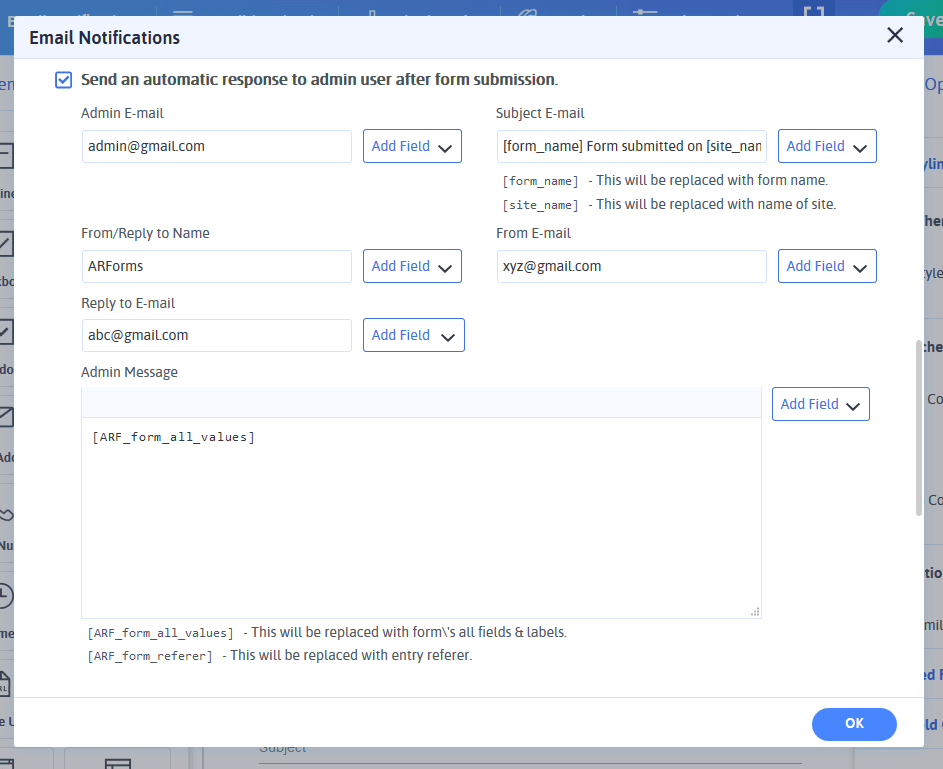 Email Notifications
Send an automatic response to admin user after form submission.
Admin E-mail
Subject E-mail
admin@gmail.com
Add Field
[form_name] Form submitted on [site_nan
Add Field
[form_name] - This will be replaced with form name.
[site_name] - This will be replaced with name of site.
From/Reply to Name
From E-mail
ARForms
Add Field
xyz@gmail.com
Add Field
Reply to E-mail
abc@gmail.com
Add Field
Admin Message
Add Field
[ARF_form_all_values]
[ARF_form_all_values] - This will be replaced with form\'s all fields & labels.
[ARF_form_referer] - This will be replaced with entry referer.
OK
Subject